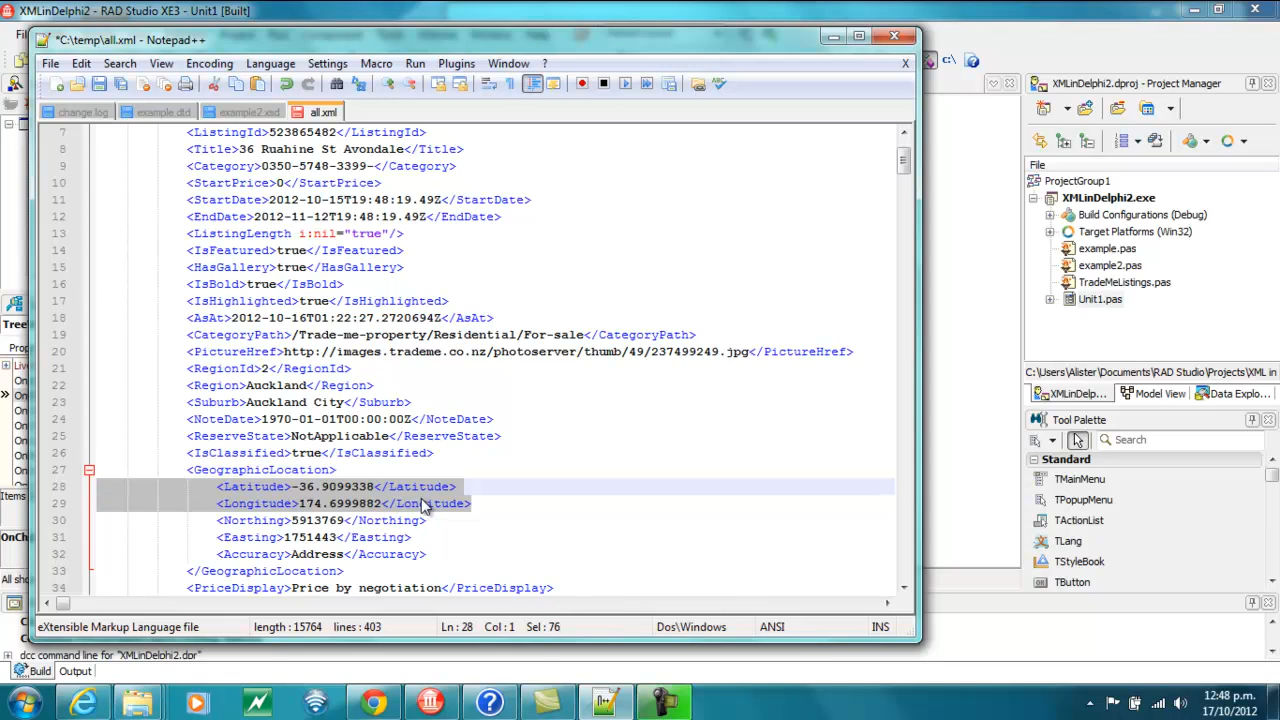 XMLinDelphi2 - RAD Studio XE3 - Unit1 [Built]
*C:\temp\all.xml - Notepad++
File Edit Search View Encoding Language Settings Macro Run Plugins Window ? X
change.log example.dtd example2.xsd all.xml
7 <ListingId>523865482</ListingId>
8 <Title>36 Ruahine St Avondale</Title>
9 <Category>0350-5748-3399-</Category>
10 <StartPrice>0</StartPrice>
11 <StartDate>2012-10-15T19:48:19.49Z</StartDate>
12 <EndDate>2012-11-12T19:48:19.49Z</EndDate>
13 <ListingLength i:nil="true"/>
14 <IsFeatured>true</IsFeatured>
15 <HasGallery>true</HasGallery>
16 <IsBold>true</IsBold>
17 <IsHighlighted>true</IsHighlighted>
18 <AsAt>2012-10-16T01:22:27.2720694Z</AsAt>
19 <CategoryPath>/Trade-me-property/Residential/For-sale</CategoryPath>
20 <PictureHref>http://images.trademe.co.nz/photoserver/thumb/49/237499249.jpg</PictureHref>
21 <RegionId>2</RegionId>
22 <Region>Auckland</Region>
23 <Suburb>Auckland City</Suburb>
24 <NoteDate>1970-01-01T00:00:00Z</NoteDate>
25 <ReserveState>NotApplicable</ReserveState>
26 <IsClassified>true</IsClassified>
27 <GeographicLocation>
28 <Latitude>-36.9099338</Latitude>
29 <Longitude>174.6999882</Longitude>
30 <Northing>5913769</Northing>
31 <Easting>1751443</Easting>
32 <Accuracy>Address</Accuracy>
33 </GeographicLocation>
34 <PriceDisplay>Price by negotiation</PriceDisplay>
eXtensible Markup Language file length : 15764 lines : 403 Ln : 28 Col : 1 Sel : 76 Dos\Windows ANSI INS
C:\
XMLinDelphi2.dproj - Project Manager
File
ProjectGroup1
XMLinDelphi2.exe
Build Configurations (Debug)
Target Platforms (Win32)
example.pas
example2.pas
TradeMeListings.pas
Unit1.pas
C:\Users\Alister\Documents\RAD Studio\Projects\XML in
XMLinDelp... Model View Data Explo...
Tool Palette
Search
Standard
TMainMenu
TPopupMenu
TActionList
TLang
TStyleBook
TButton
dcc command line for "XMLinDelphi2.dpr"
Build Output
12:48 p.m.
17/10/2012